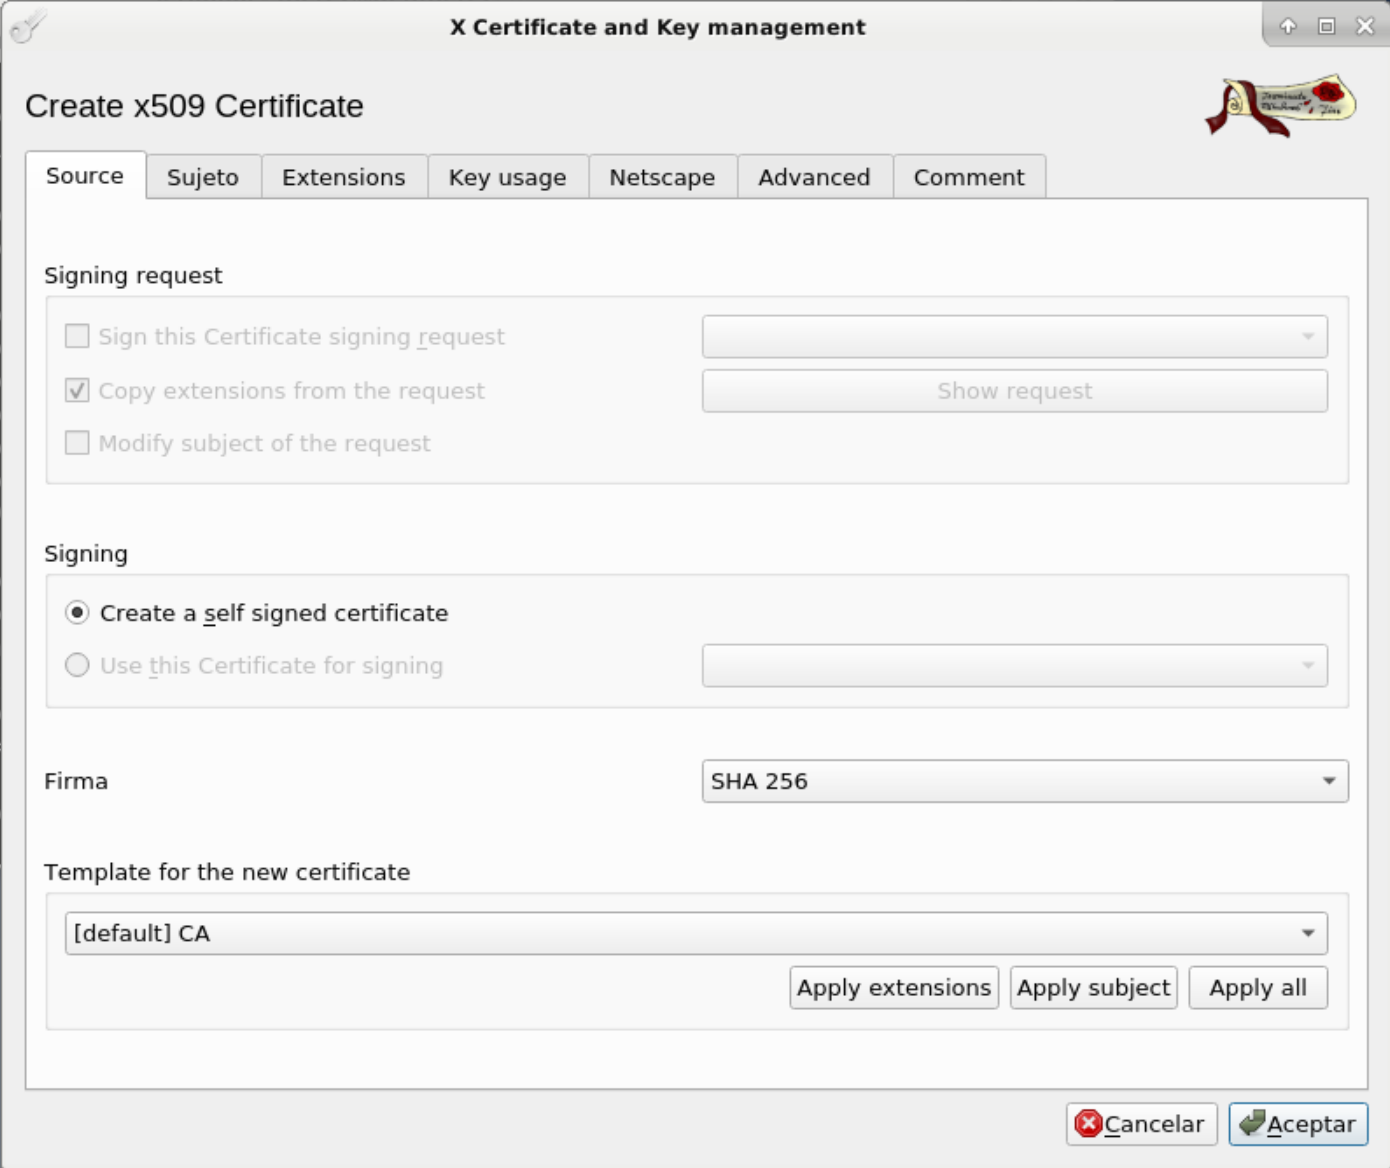 X Certificate and Key management
Create x509 Certificate
Source Sujeto Extensions Key usage Netscape Advanced Comment
Signing request
Sign this Certificate signing request
Copy extensions from the request Show request
Modify subject of the request
Signing
Create a self signed certificate
Use this Certificate for signing
Firma SHA 256
Template for the new certificate
[default] CA
Apply extensions Apply subject Apply all
Cancelar Aceptar